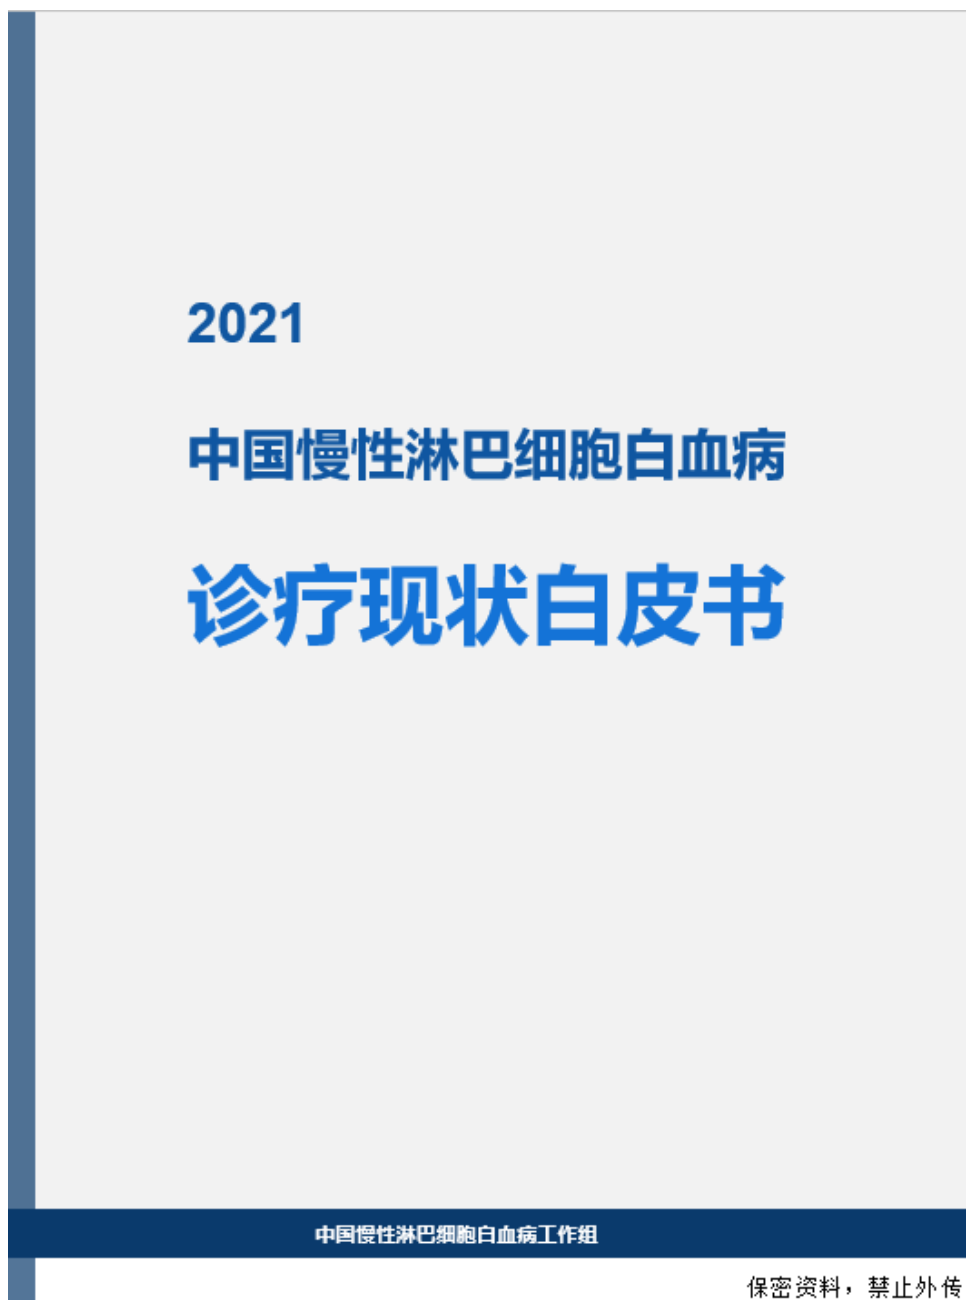 2021
中国慢性淋巴细胞白血病
诊疗现状白皮书
中国慢性淋巴细胞白血病工作组
保密资料，禁止外传